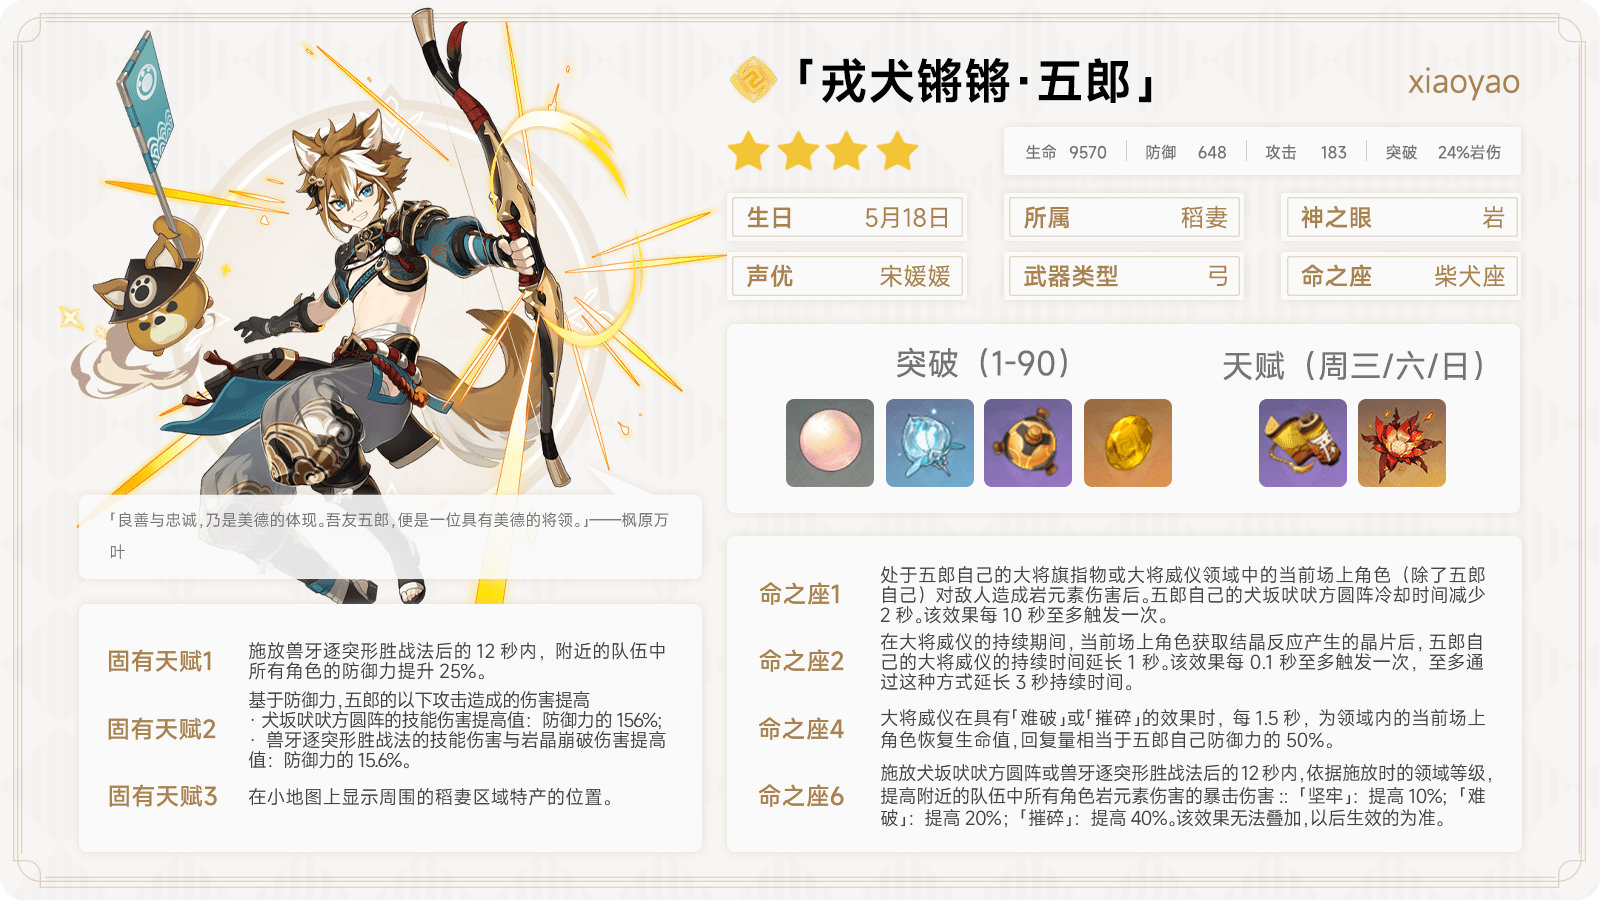 「戎犬锵锵·五郎」
xiaoyao
生命 9570 防御 648 攻击 183 突破 24%岩伤
生日 5月18日 所属 稻妻 神之眼 岩
声优 宋媛媛 武器类型 弓 命之座 柴犬座
突破（1-90） 天赋（周三/六/日）
「良善与忠诚，乃是美德的体现。吾友五郎，便是一位具有美德的将领。」——枫原万
叶
固有天赋1
施放兽牙逐突形胜战法后的 12 秒内，附近的队伍中
所有角色的防御力提升 25%。
固有天赋2
基于防御力，五郎的以下攻击造成的伤害提高
· 犬坂吠吠方圆阵的技能伤害提高值：防御力的 156%;
· 兽牙逐突形胜战法的技能伤害与岩晶崩破伤害提高
值：防御力的 15.6%。
固有天赋3
在小地图上显示周围的稻妻区域特产的位置。
命之座1
处于五郎自己的大将旗指物或大将威仪领域中的当前场上角色（除了五郎
自己）对敌人造成岩元素伤害后。五郎自己的犬坂吠吠方圆阵冷却时间减少
2 秒。该效果每 10 秒至多触发一次。
命之座2
在大将威仪的持续期间，当前场上角色获取结晶反应产生的晶片后，五郎自
己的大将威仪的持续时间延长 1 秒。该效果每 0.1 秒至多触发一次，至多通
过这种方式延长 3 秒持续时间。
命之座4
大将威仪在具有「难破」或「摧碎」的效果时，每 1.5 秒，为领域内的当前场上
角色恢复生命值，回复量相当于五郎自己防御力的 50%。
命之座6
施放犬坂吠吠方圆阵或兽牙逐突形胜战法后的12秒内，依据施放时的领域等级，
提高附近的队伍中所有角色岩元素伤害的暴击伤害 ::「坚牢」：提高 10%;「难
破」：提高 20%;「摧碎」：提高 40%。该效果无法叠加，以后生效的为准。